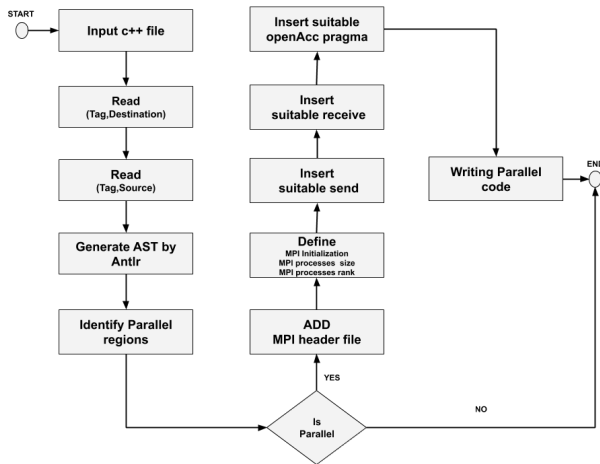 START
Input c++ file
Read
(Tag,Destination)
Read
(Tag,Source)
Generate AST by
Antlr
Identify Parallel
regions
Is
Parallel
YES
NO
ADD
MPI header file
Define
MPI Initialization
MPI processes size
MPI processes rank
Insert
suitable send
Insert
suitable receive
Insert suitable
openAcc pragma
Writing Parallel
code
END